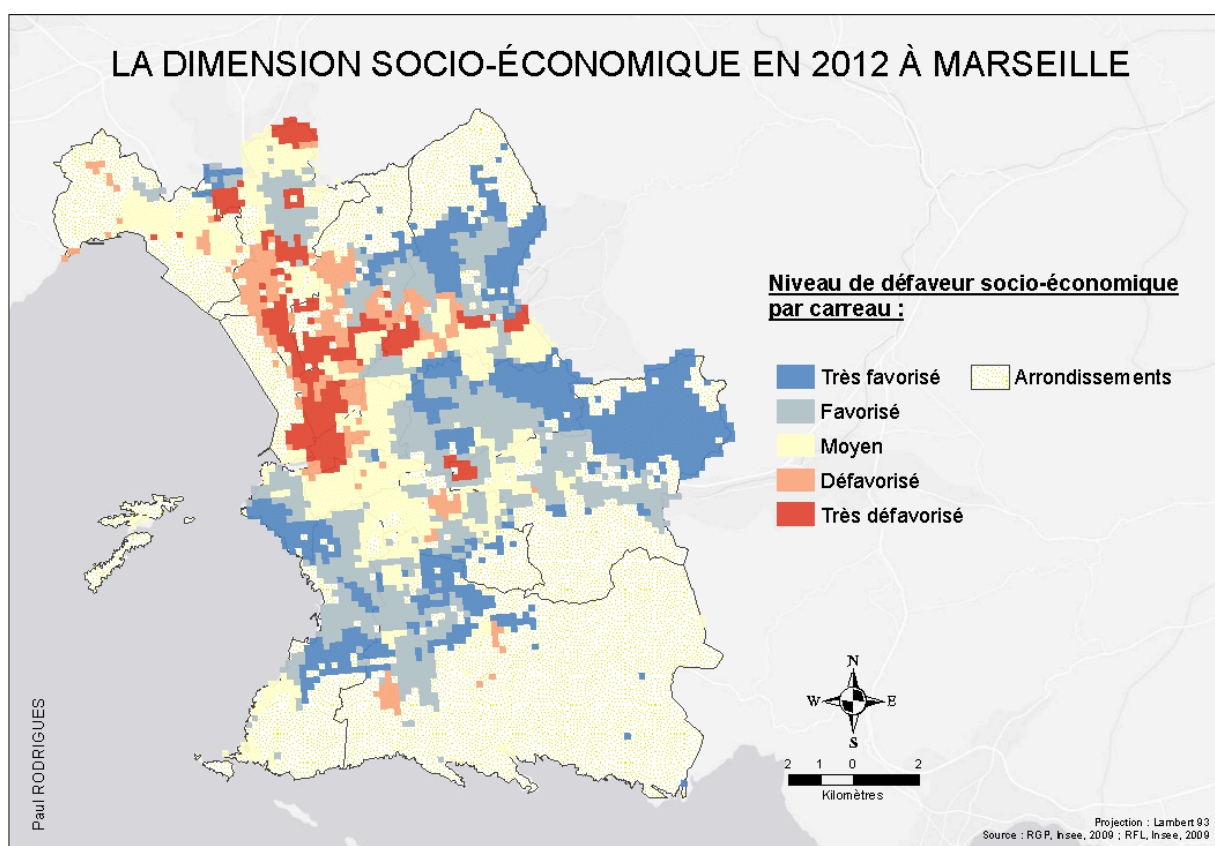 LA DIMENSION SOCIO-ÉCONOMIQUE EN 2012 À MARSEILLE
Niveau de défaveur socio-économique
par carreau :
Très favorisé
Arrondissements
Favorisé
Moyen
Défavorisé
Très défavorisé
N
W E
S
2 1 0 2
Kilomètres
Paul RODRIGUES
Projection : Lambert 93
Source : RGP, Insee, 2009 ; RFL, Insee, 2009